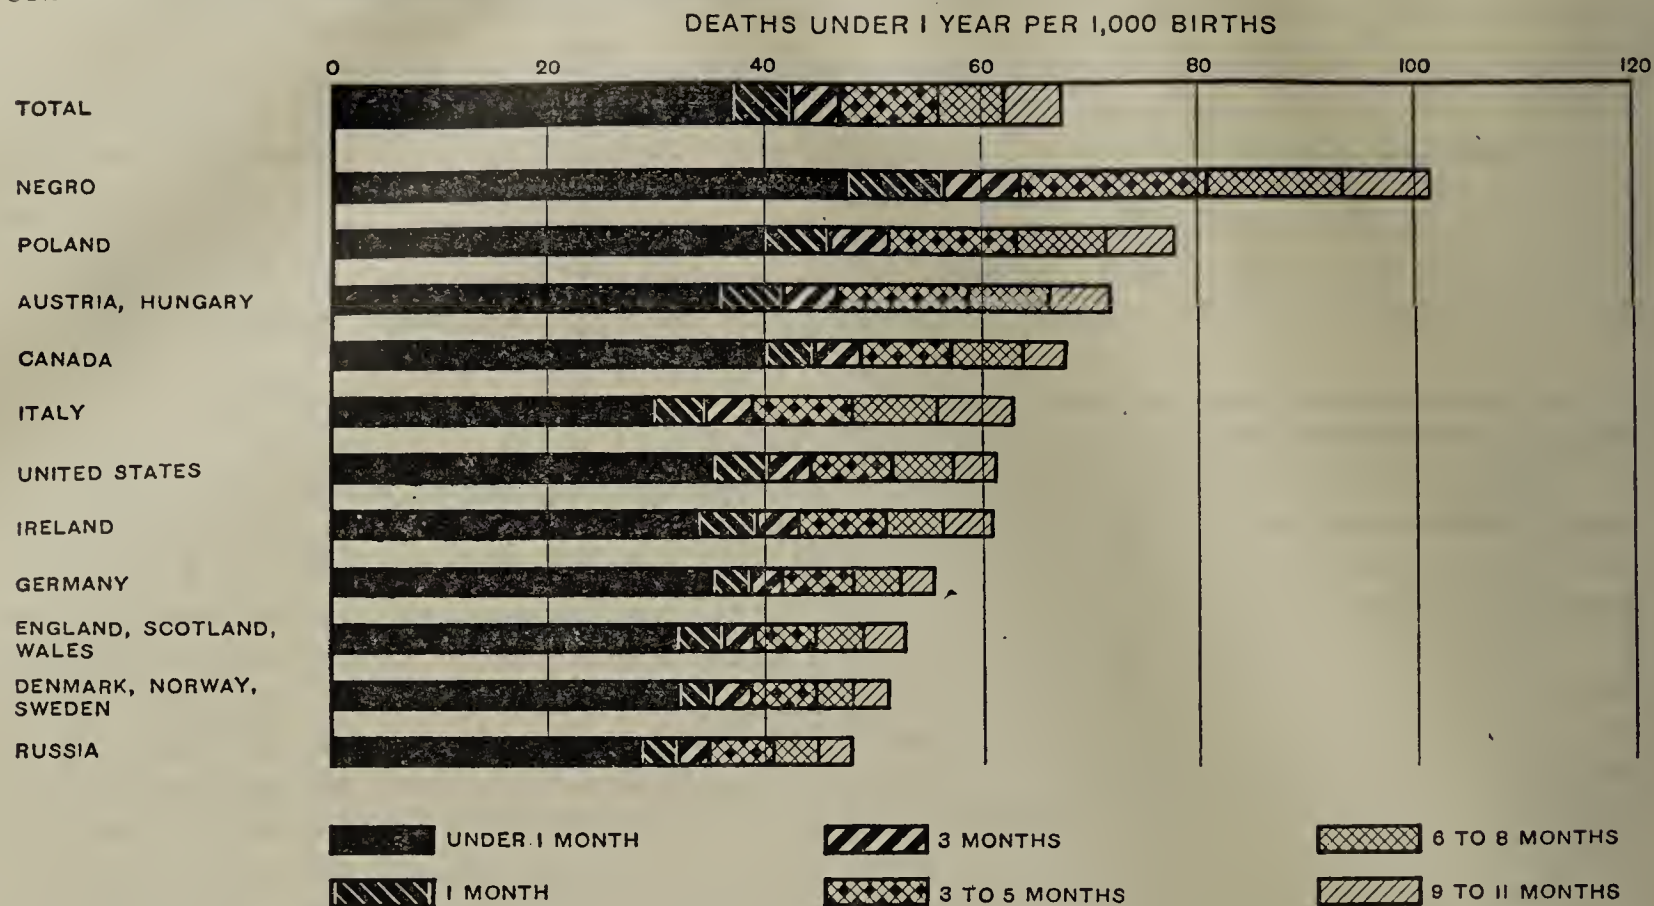 DEATHS UNDER 1 YEAR PER 1,000 BIRTHS
0 20 40 60 80 100 120
TOTAL
NEGRO
POLAND
AUSTRIA, HUNGARY
CANADA
ITALY
UNITED STATES
IRELAND
GERMANY
ENGLAND, SCOTLAND,
WALES
DENMARK, NORWAY,
SWEDEN
RUSSIA
UNDER 1 MONTH
3 MONTHS
6 TO 8 MONTHS
1 MONTH
3 TO 5 MONTHS
9 TO 11 MONTHS